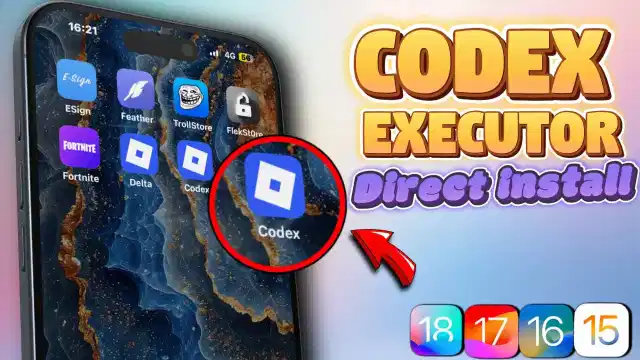 16:21
4G 56
CODEX
EXECUTOR
Direct install
E-Sign
ESign
Feather
TrollStore
FlekSt0re
FORTNITE
Fortnite
Delta
Codex
Codex
18 17 16 15